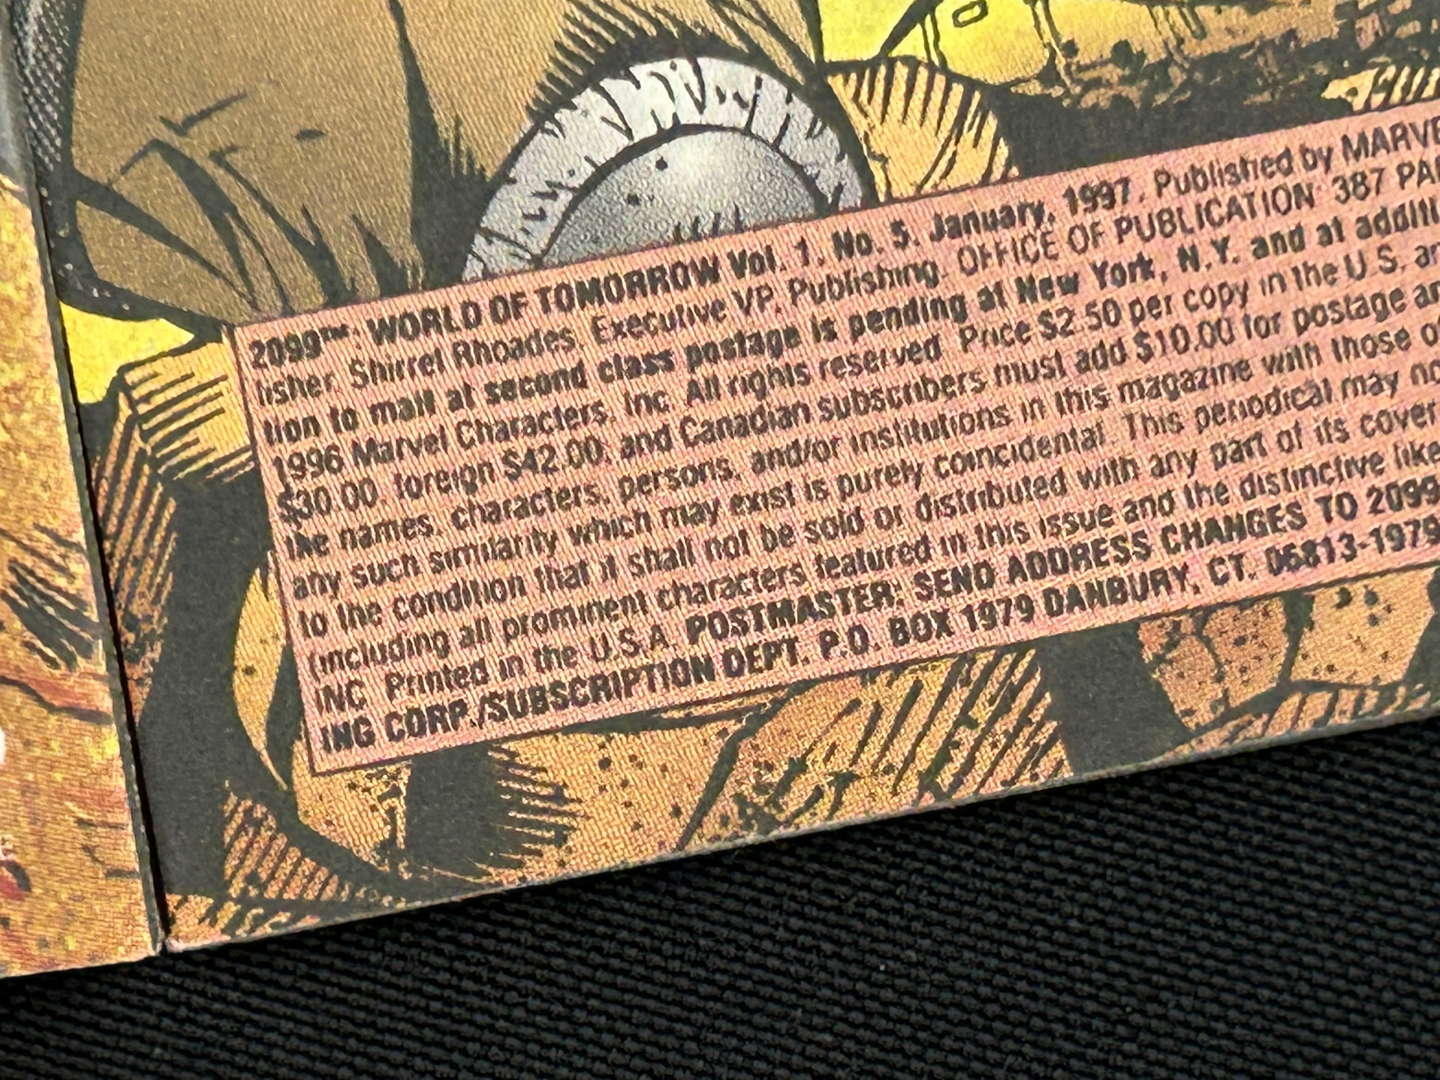 2099™: WORLD OF TOMORROW Vol. 1, No. 5, January, 1997. Published by MARVE
lisher. Shirrel Rhoades, Executive VP, Publishing. OFFICE OF PUBLICATION: 387 PAR
tion to mail at second class postage is pending at New York, N.Y. and at additi
1996 Marvel Characters, Inc. All rights reserved. Price $2.50 per copy in the U.S. an
$30.00; foreign $42.00; and Canadian subscribers must add $10.00 for postage an
the names, characters, persons, and/or institutions in this magazine with those o
any such similarity which may exist is purely coincidental. This periodical may no
to the condition that it shall not be sold or distributed with any part of its cover
(including all prominent characters featured in this issue and the distinctive like
INC. Printed in the U.S.A. POSTMASTER: SEND ADDRESS CHANGES TO 2099
ING CORP./SUBSCRIPTION DEPT. P.O. BOX 1979 DANBURY, CT. 06813-1979